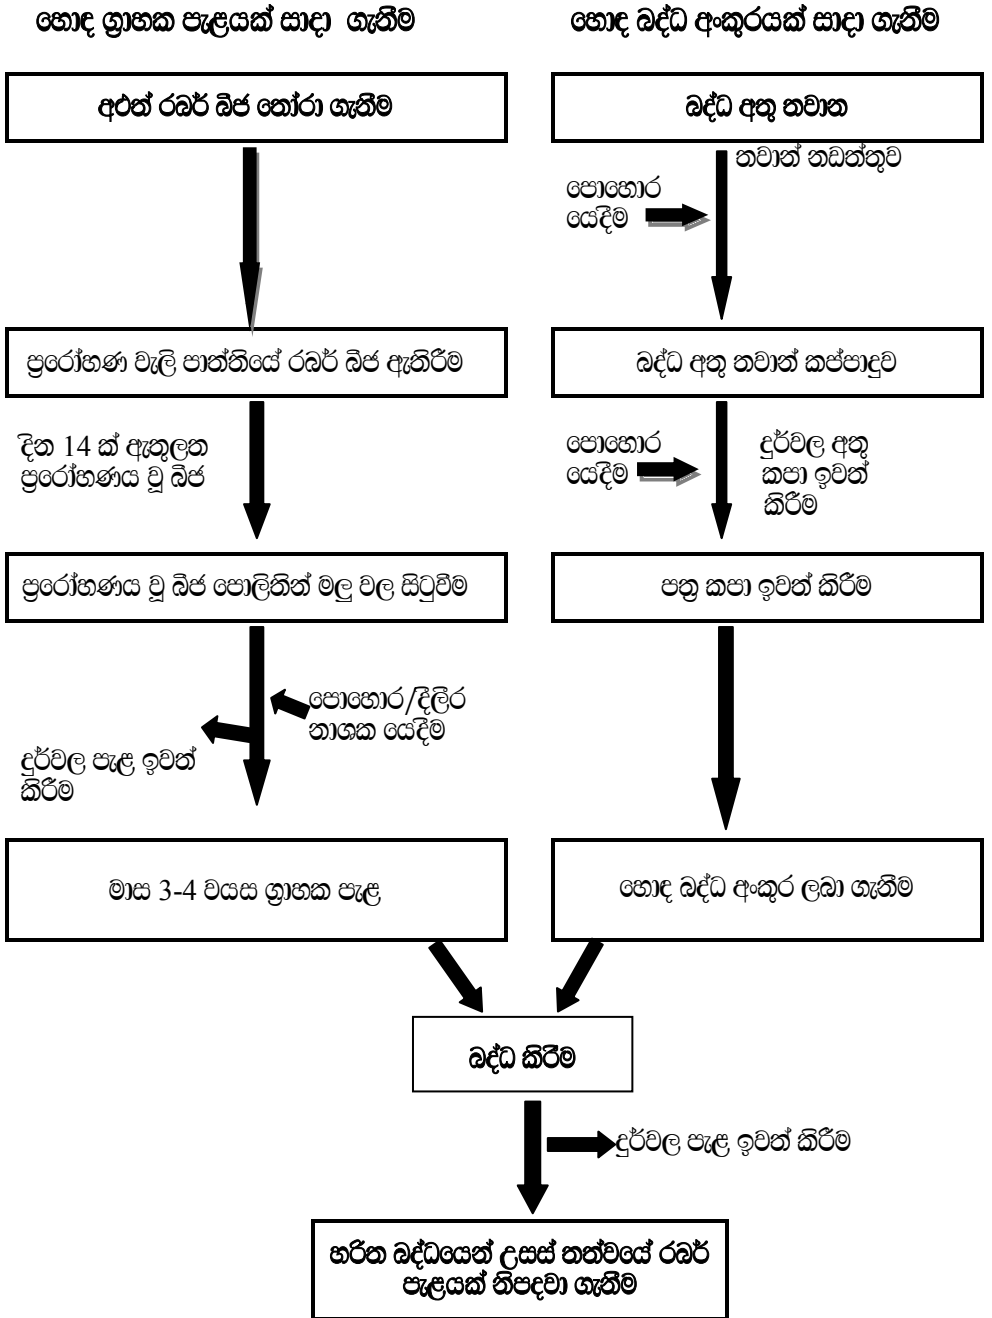 හොඳ ග්‍රාහක පැළයක් සාදා ගැනීම
අළුත් රබර් බීජ තෝරා ගැනීම
ප්‍රරෝහණ වැලි පාත්තියේ රබර් බීජ ඇතිරීම
දින 14 ක් ඇතුලත
ප්‍රරෝහණය වූ බීජ
ප්‍රරෝහණය වූ බීජ පොලිතින් මලු වල සිටුවීම
පොහොර/දිලීර
නාශක යෙදීම
දුර්වල පැළ ඉවත්
කිරීම
මාස 3-4 වයස ග්‍රාහක පැළ
හොඳ බද්ධ අංකුරයක් සාදා ගැනීම
බද්ධ අතු තවාන
තවාන් නඩත්තුව
පොහොර
යෙදීම
බද්ධ අතු තවාන් කප්පාදුව
පොහොර
යෙදීම
දුර්වල අතු
කපා ඉවත්
කිරීම
පත්‍ර කපා ඉවත් කිරීම
හොඳ බද්ධ අංකුර ලබා ගැනීම
බද්ධ කිරීම
දුර්වල පැළ ඉවත් කිරීම
හරිත බද්ධයෙන් උසස් තත්වයේ රබර්
පැළයක් නිපදවා ගැනීම